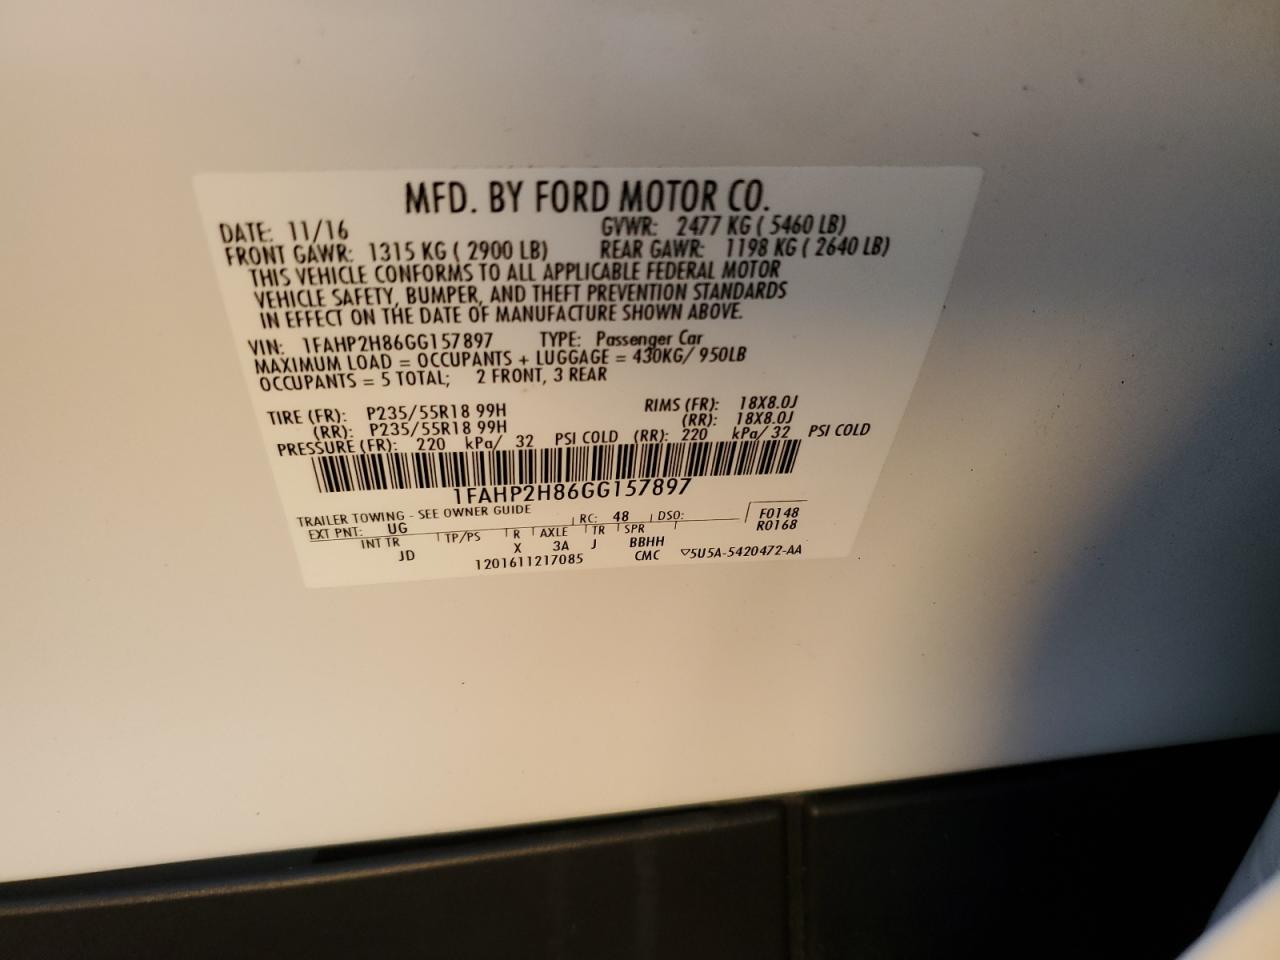 MFD. BY FORD MOTOR CO.
DATE: 11/16 GVWR: 2477 KG ( 5460 LB)
FRONT GAWR: 1315 KG ( 2900 LB) REAR GAWR: 1198 KG ( 2640 LB)
THIS VEHICLE CONFORMS TO ALL APPLICABLE FEDERAL MOTOR
VEHICLE SAFETY, BUMPER, AND THEFT PREVENTION STANDARDS
IN EFFECT ON THE DATE OF MANUFACTURE SHOWN ABOVE.
VIN: 1FAHP2H86GG157897 TYPE: Passenger Car
MAXIMUM LOAD = OCCUPANTS + LUGGAGE = 430KG/ 950LB
OCCUPANTS = 5 TOTAL; 2 FRONT, 3 REAR
TIRE (FR): P235/55R18 99H RIMS (FR): 18X8.0J
(RR): P235/55R18 99H (RR): 18X8.0J
PRESSURE (FR): 220 kPa/ 32 PSI COLD (RR): 220 kPa/ 32 PSI COLD
1FAHP2H86GG157897
TRAILER TOWING - SEE OWNER GUIDE
EXT PNT: UG RC: 48 DSO: F0148
R0168
INT TR TP/PS R AXLE TR SPR
JD X 3A J BBHH
1201611217085 CMC ▽5U5A-5420472-AA